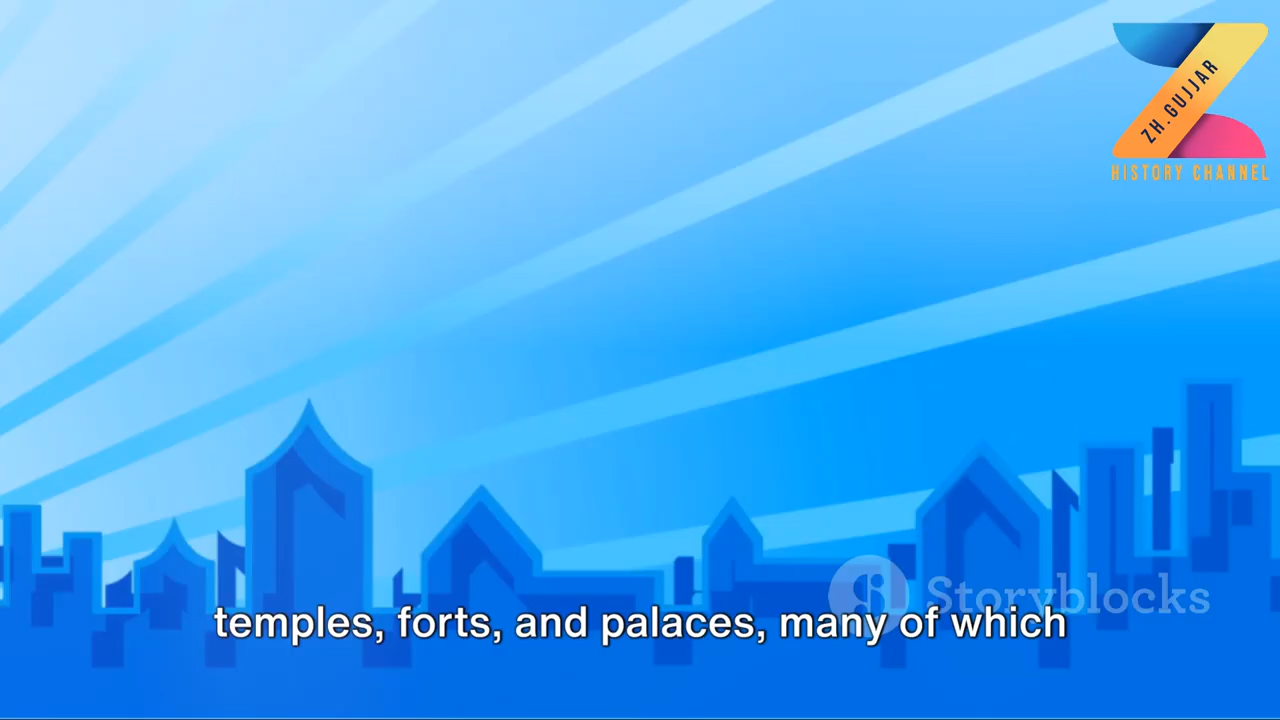 ZH.GUJJAR
HISTORY CHANNEL
Storyblocks
temples, forts, and palaces, many of which